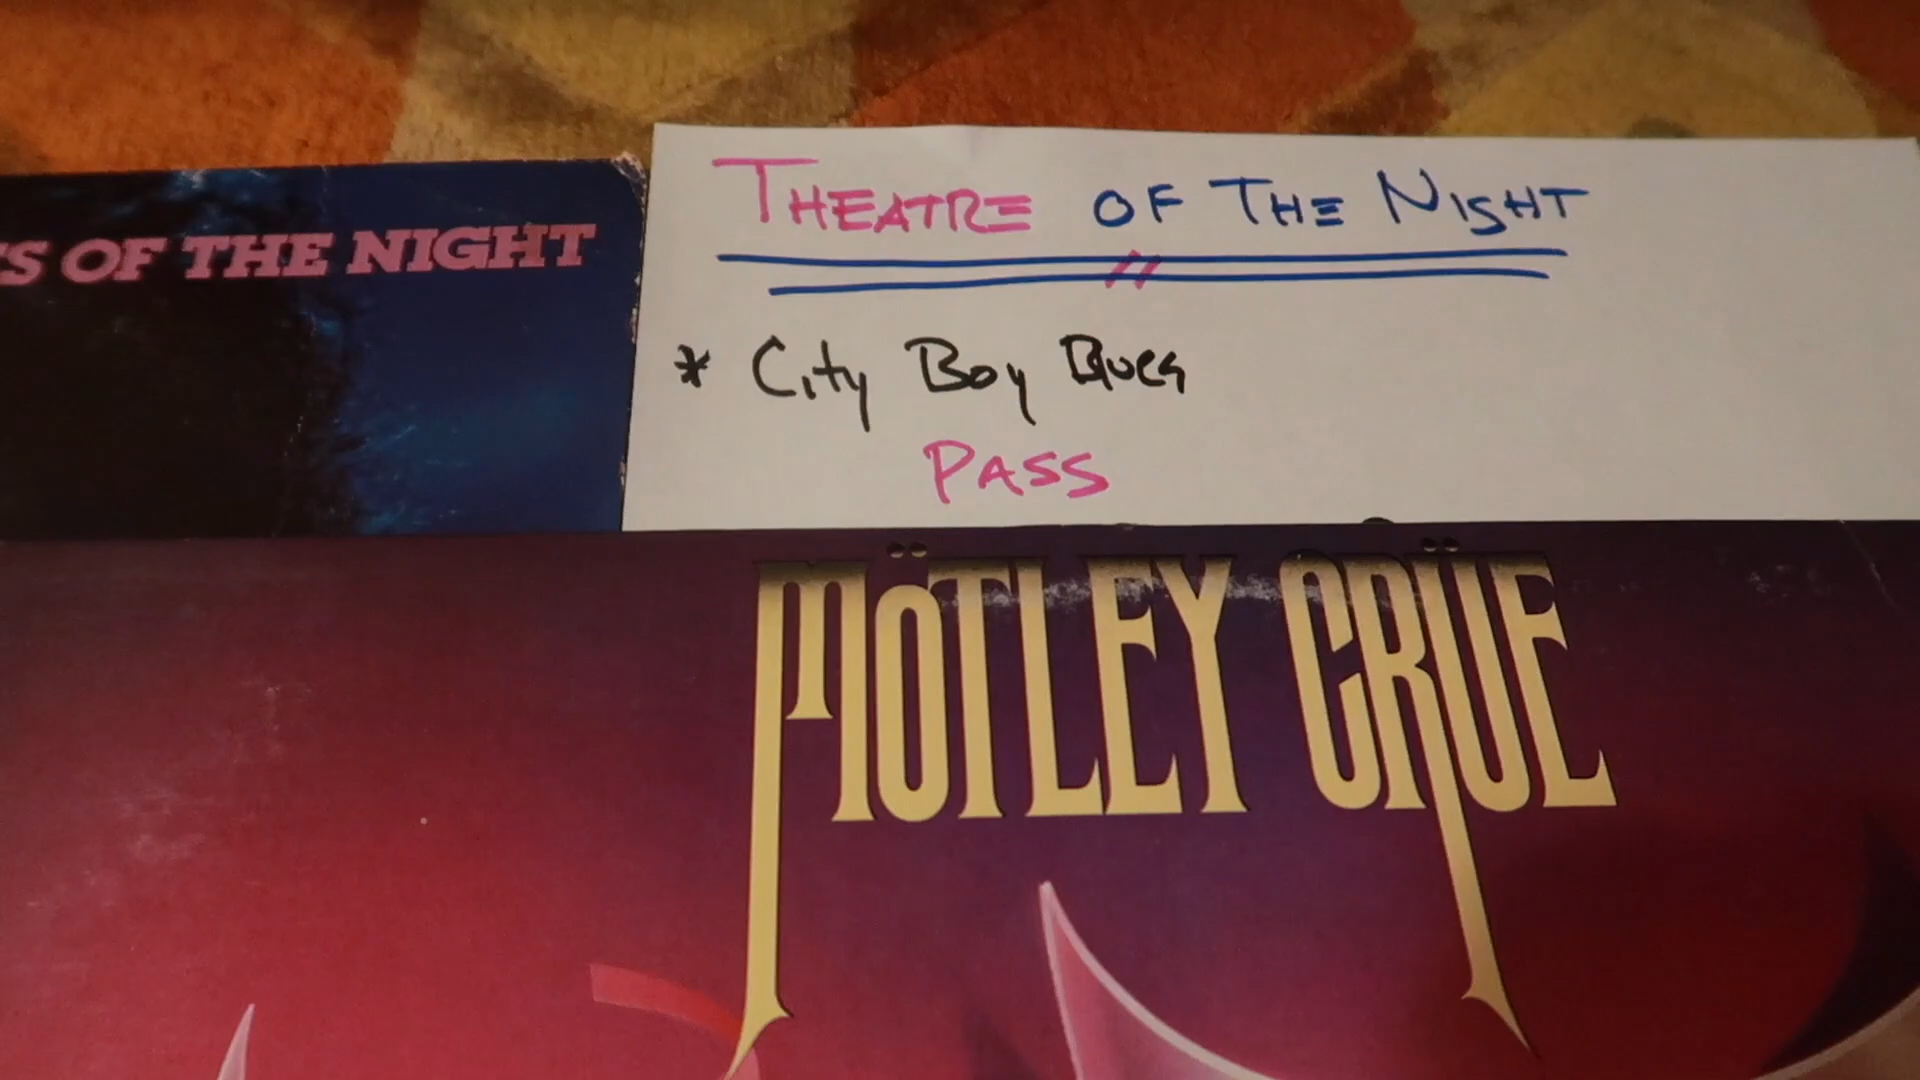 S OF THE NIGHT
THEATRE OF THE NIGHT
* City Boy Blues
PASS
MÖTLEY CRÜE